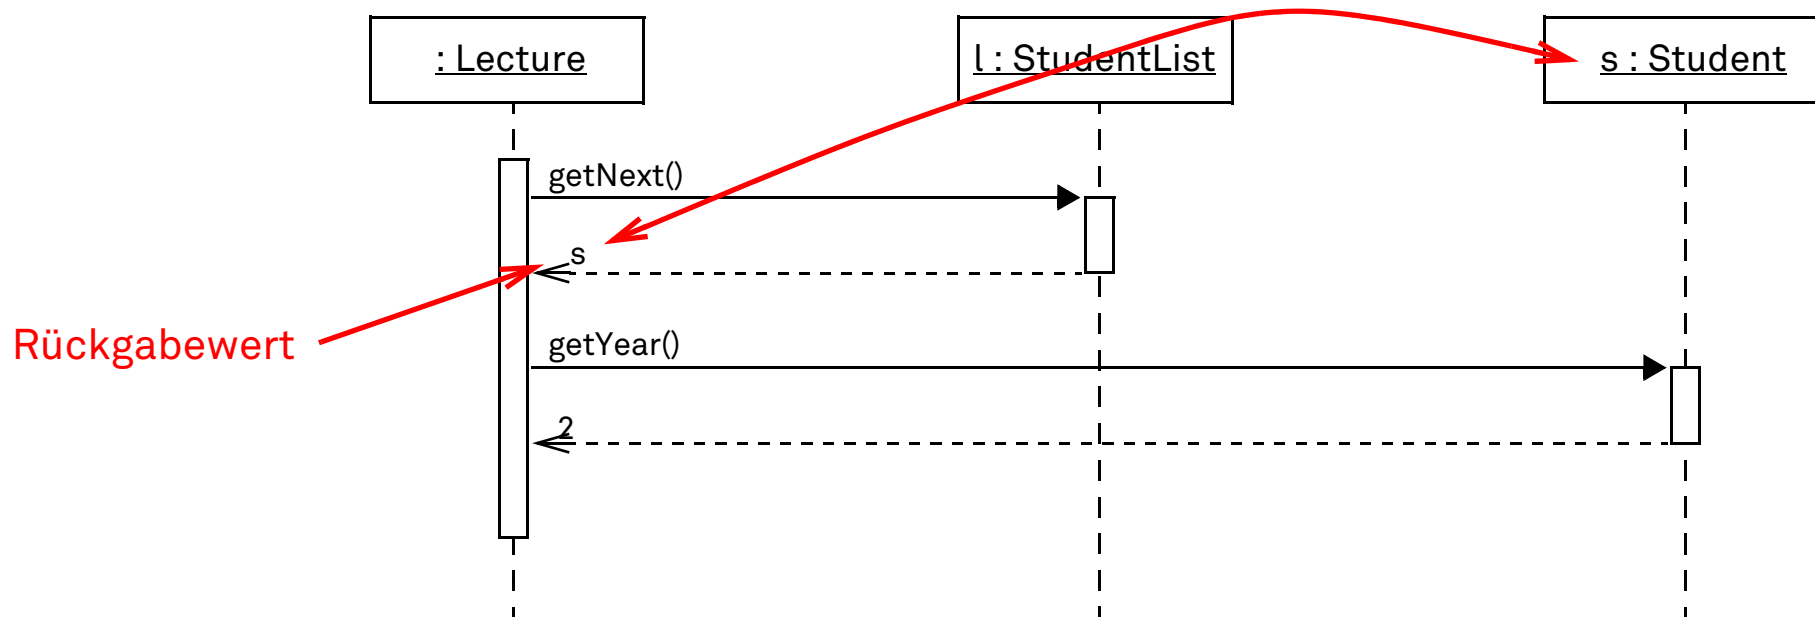 : Lecture
l : StudentList
s : Student
getNext()
s
Rückgabewert
getYear()
2